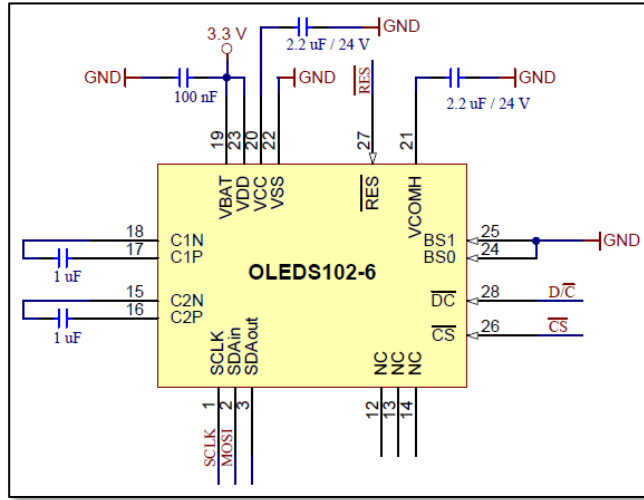 3.3 V
2.2 uF / 24 V
GND
GND
100 nF
GND
RES
2.2 uF / 24 V
GND
19
23
20
22
27
21
VBAT
VDD
VCC
VSS
RES
VCOMH
18
C1N
17
C1P
1 uF
15
C2N
16
C2P
1 uF
OLEDS102-6
BS1
25
BS0
24
GND
DC
28
D/C
CS
26
CS
SCLK
SDAin
SDAout
NC
NC
NC
1
2
3
12
13
14
SCLK
MOSI